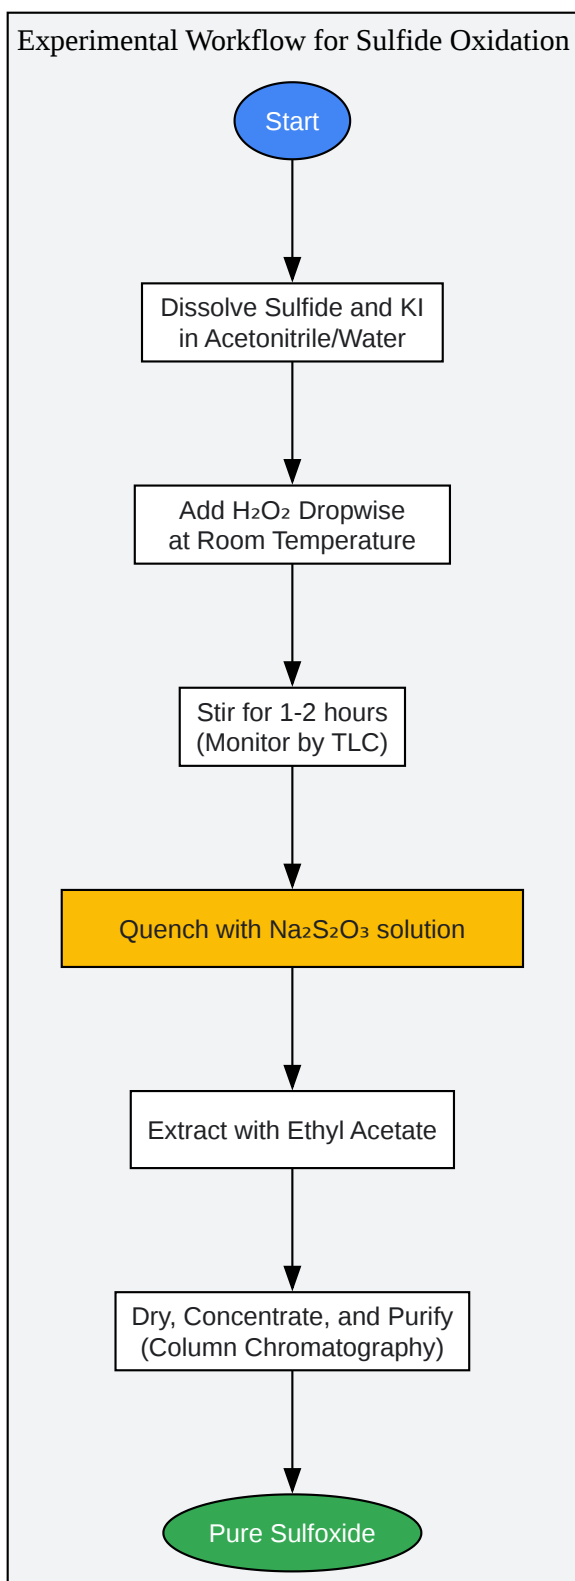 Experimental Workflow for Sulfide Oxidation
Start
Dissolve Sulfide and KI
in Acetonitrile/Water
Add H₂O₂ Dropwise
at Room Temperature
Stir for 1-2 hours
(Monitor by TLC)
Quench with Na₂S₂O₃ solution
Extract with Ethyl Acetate
Dry, Concentrate, and Purify
(Column Chromatography)
Pure Sulfoxide